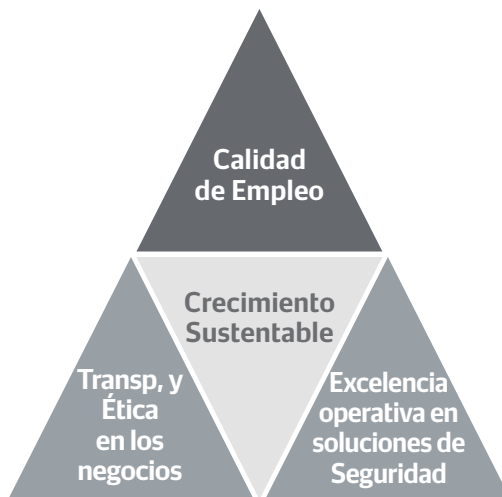 Calidad
de Empleo
Crecimiento
Sustentable
Transp, y
Ética
en los
negocios
Excelencia
operativa en
soluciones de
Seguridad